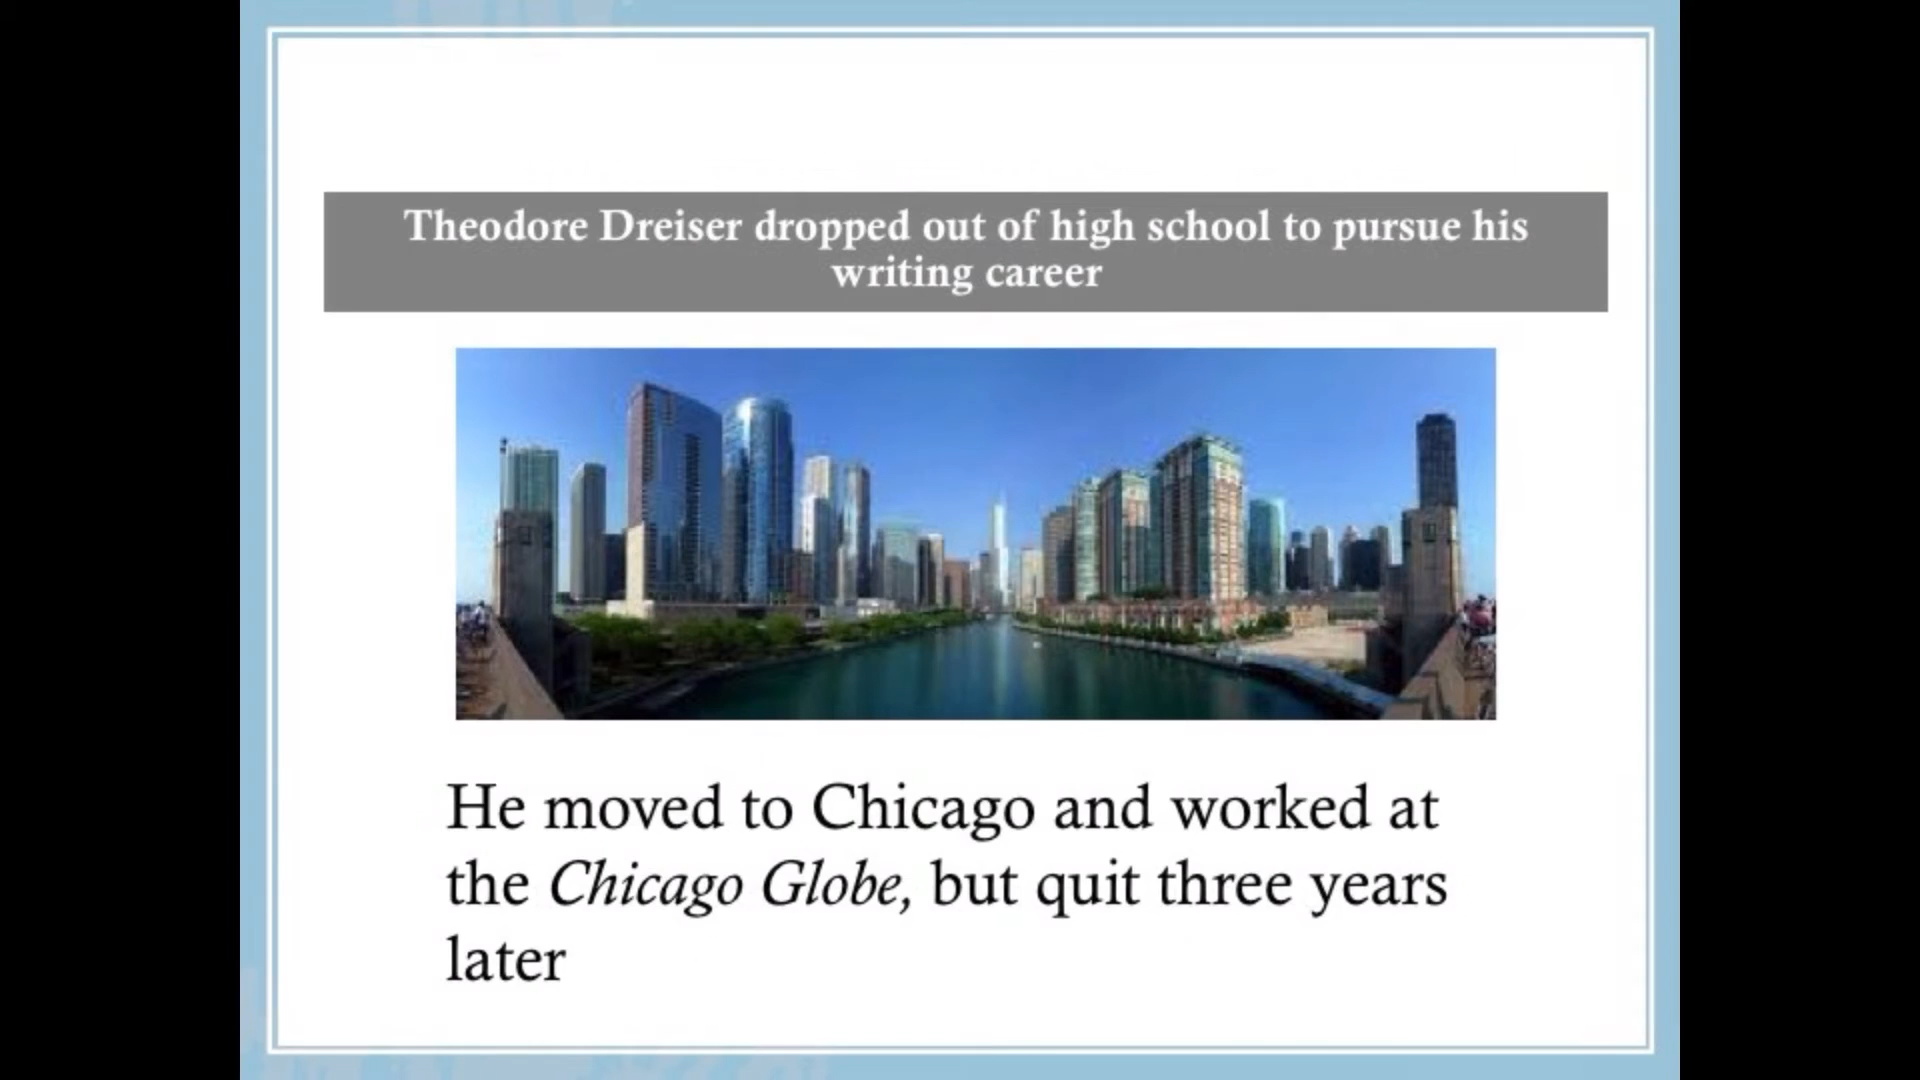 Theodore Dreiser dropped out of high school to pursue his
writing career
He moved to Chicago and worked at
the Chicago Globe, but quit three years
later